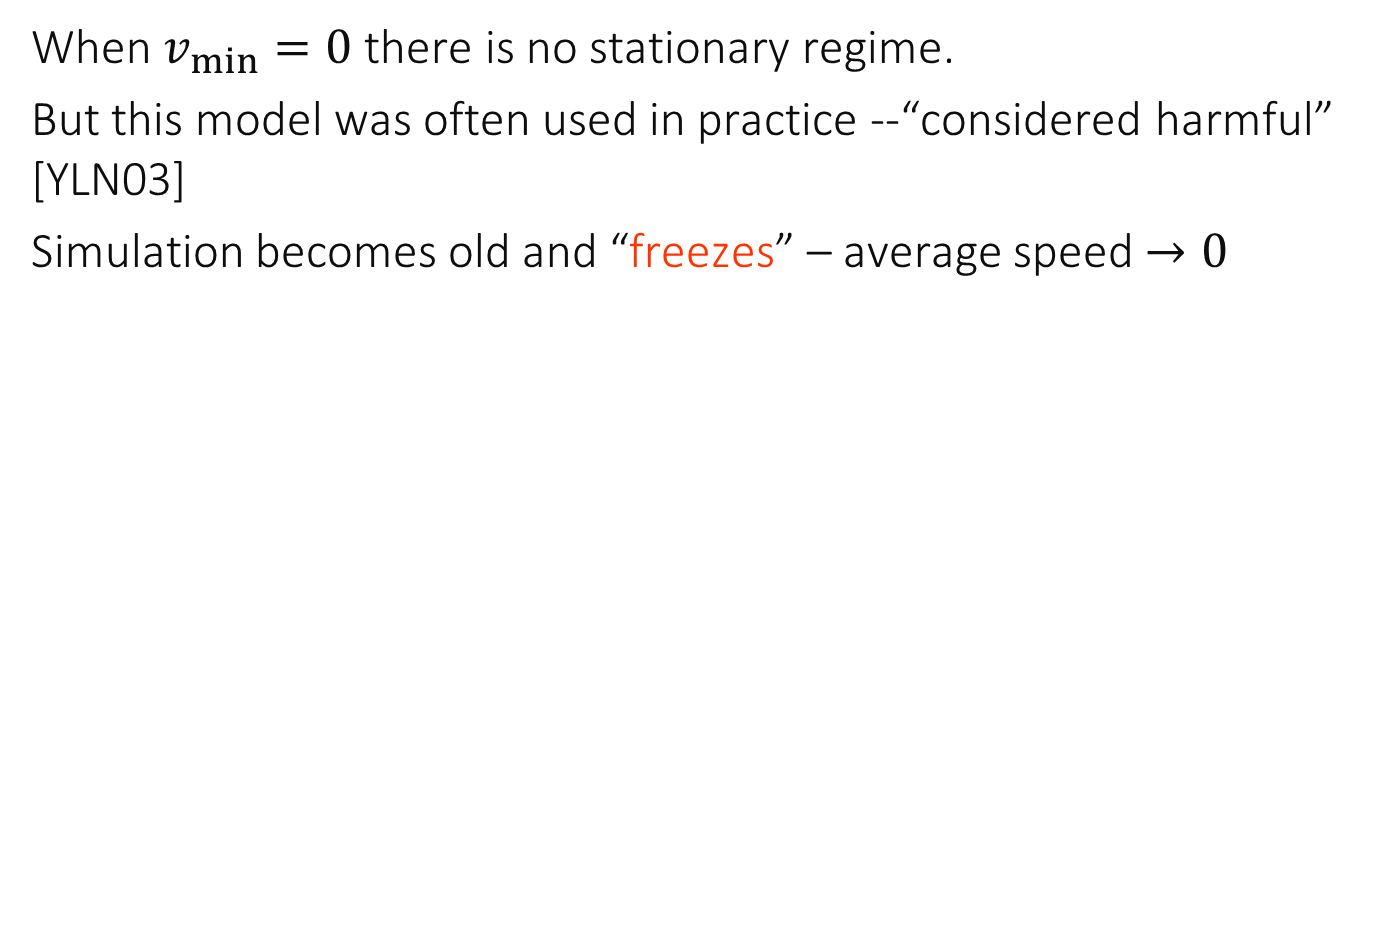 When 𝑣min = 0 there is no stationary regime.
But this model was often used in practice --“considered harmful”
[YLN03]
Simulation becomes old and “freezes” – average speed → 0